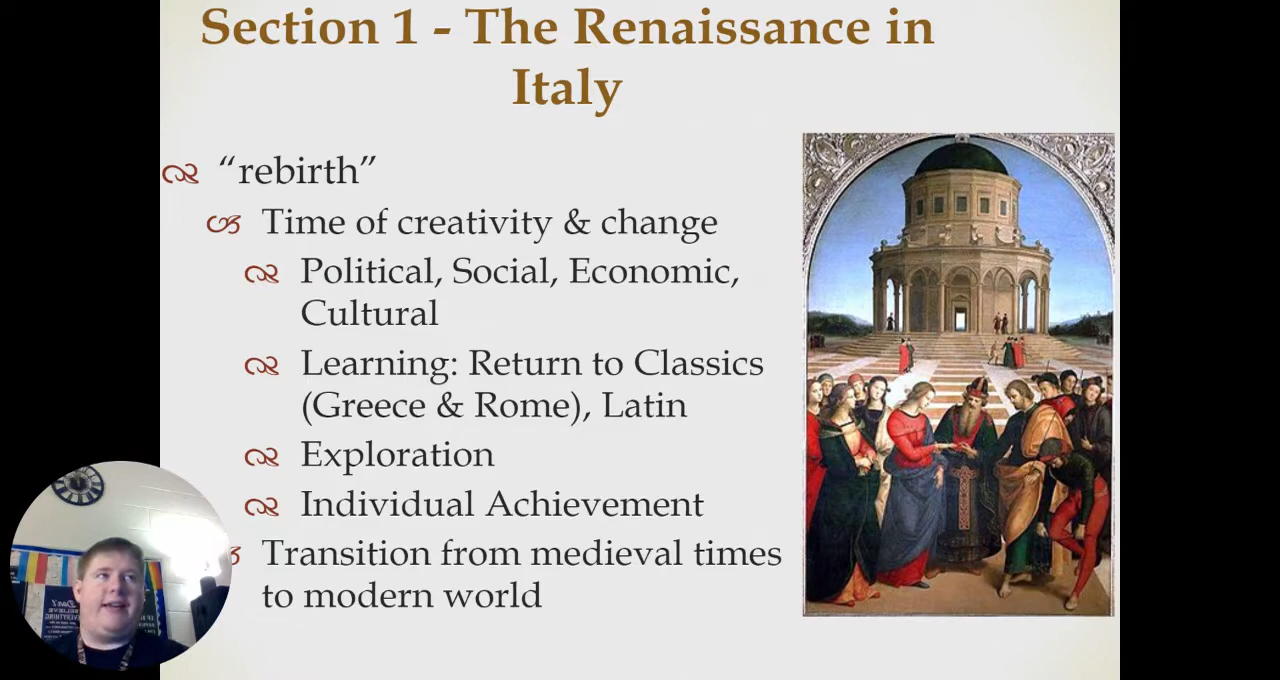 Section 1 - The Renaissance in
Italy
“rebirth”
Time of creativity & change
Political, Social, Economic,
Cultural
Learning: Return to Classics
(Greece & Rome), Latin
Exploration
Individual Achievement
Transition from medieval times
to modern world